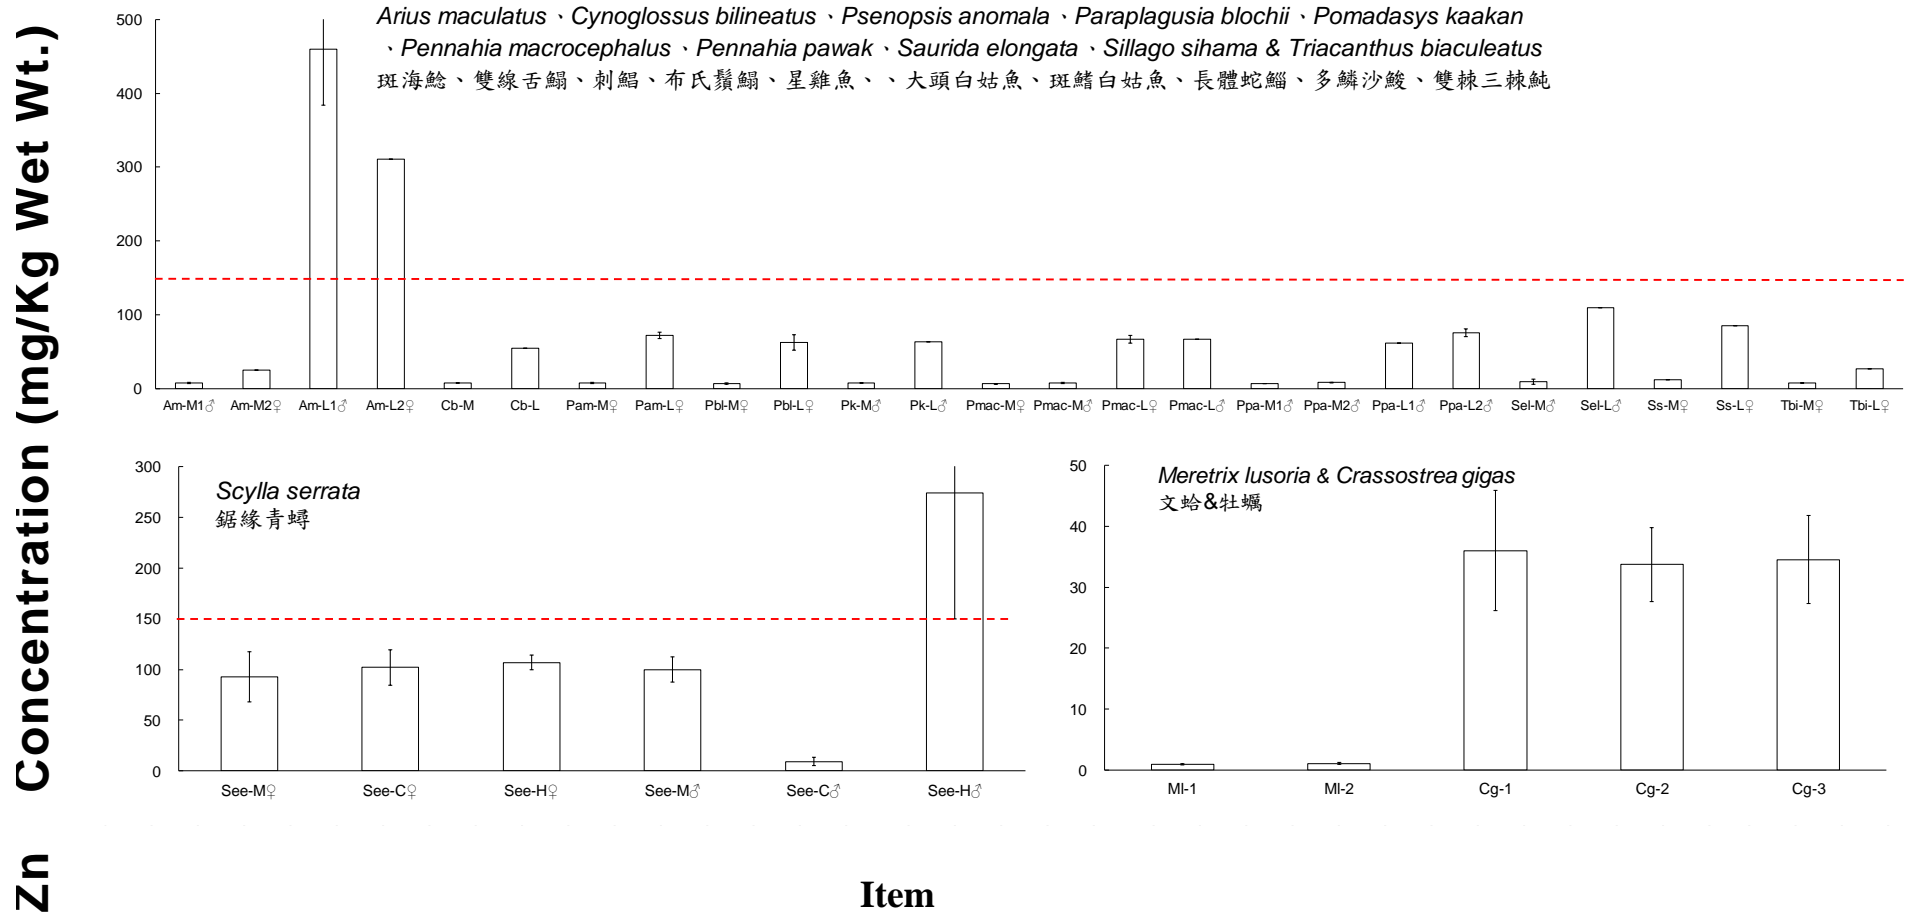 Zn Concentration (mg/Kg Wet Wt.)
500
400
300
200
100
0
Arius maculatus、Cynoglossus bilineatus、Psenopsis anomala、Paraplagusia blochii、Pomadasys kaakan
、Pennahia macrocephalus、Pennahia pawak、Saurida elongata、Sillago sihama & Triacanthus biaculeatus
斑海鯰、雙線舌鰨、刺鯧、布氏鬚鰨、星雞魚、、大頭白姑魚、斑鰭白姑魚、長體蛇鯔、多鱗沙鮻、雙棘三棘魨
Am-M1♂ Am-M2♀ Am-L1♂ Am-L2♀ Cb-M Cb-L Pam-M♀ Pam-L♀ Pbl-M♀ Pbl-L♀ Pk-M♂ Pk-L♂ Pmac-M♀ Pmac-M♂ Pmac-L♀ Pmac-L♂ Ppa-M1♂ Ppa-M2♂ Ppa-L1♂ Ppa-L2♂ Sel-M♂ Sel-L♂ Ss-M♀ Ss-L♀ Tbi-M♀ Tbi-L♀
300
250
200
150
100
50
0
Scylla serrata
鋸緣青蟳
See-M♀ See-C♀ See-H♀ See-M♂ See-C♂ See-H♂
50
40
30
20
10
0
Meretrix lusoria & Crassostrea gigas
文蛤&牡蠣
Ml-1 Ml-2 Cg-1 Cg-2 Cg-3
Item